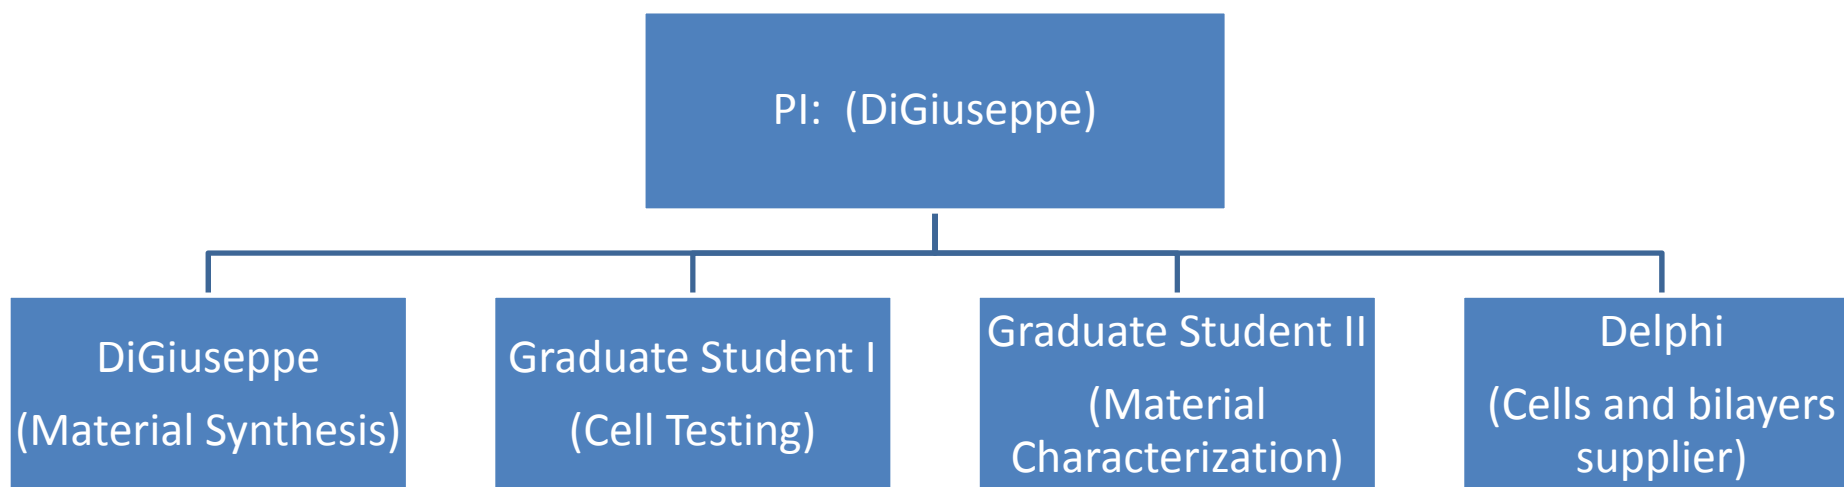 PI:  (DiGiuseppe)
DiGiuseppe
(Material Synthesis)
Graduate Student I
(Cell Testing)
Graduate Student II
(Material
Characterization)
Delphi
(Cells and bilayers
supplier)